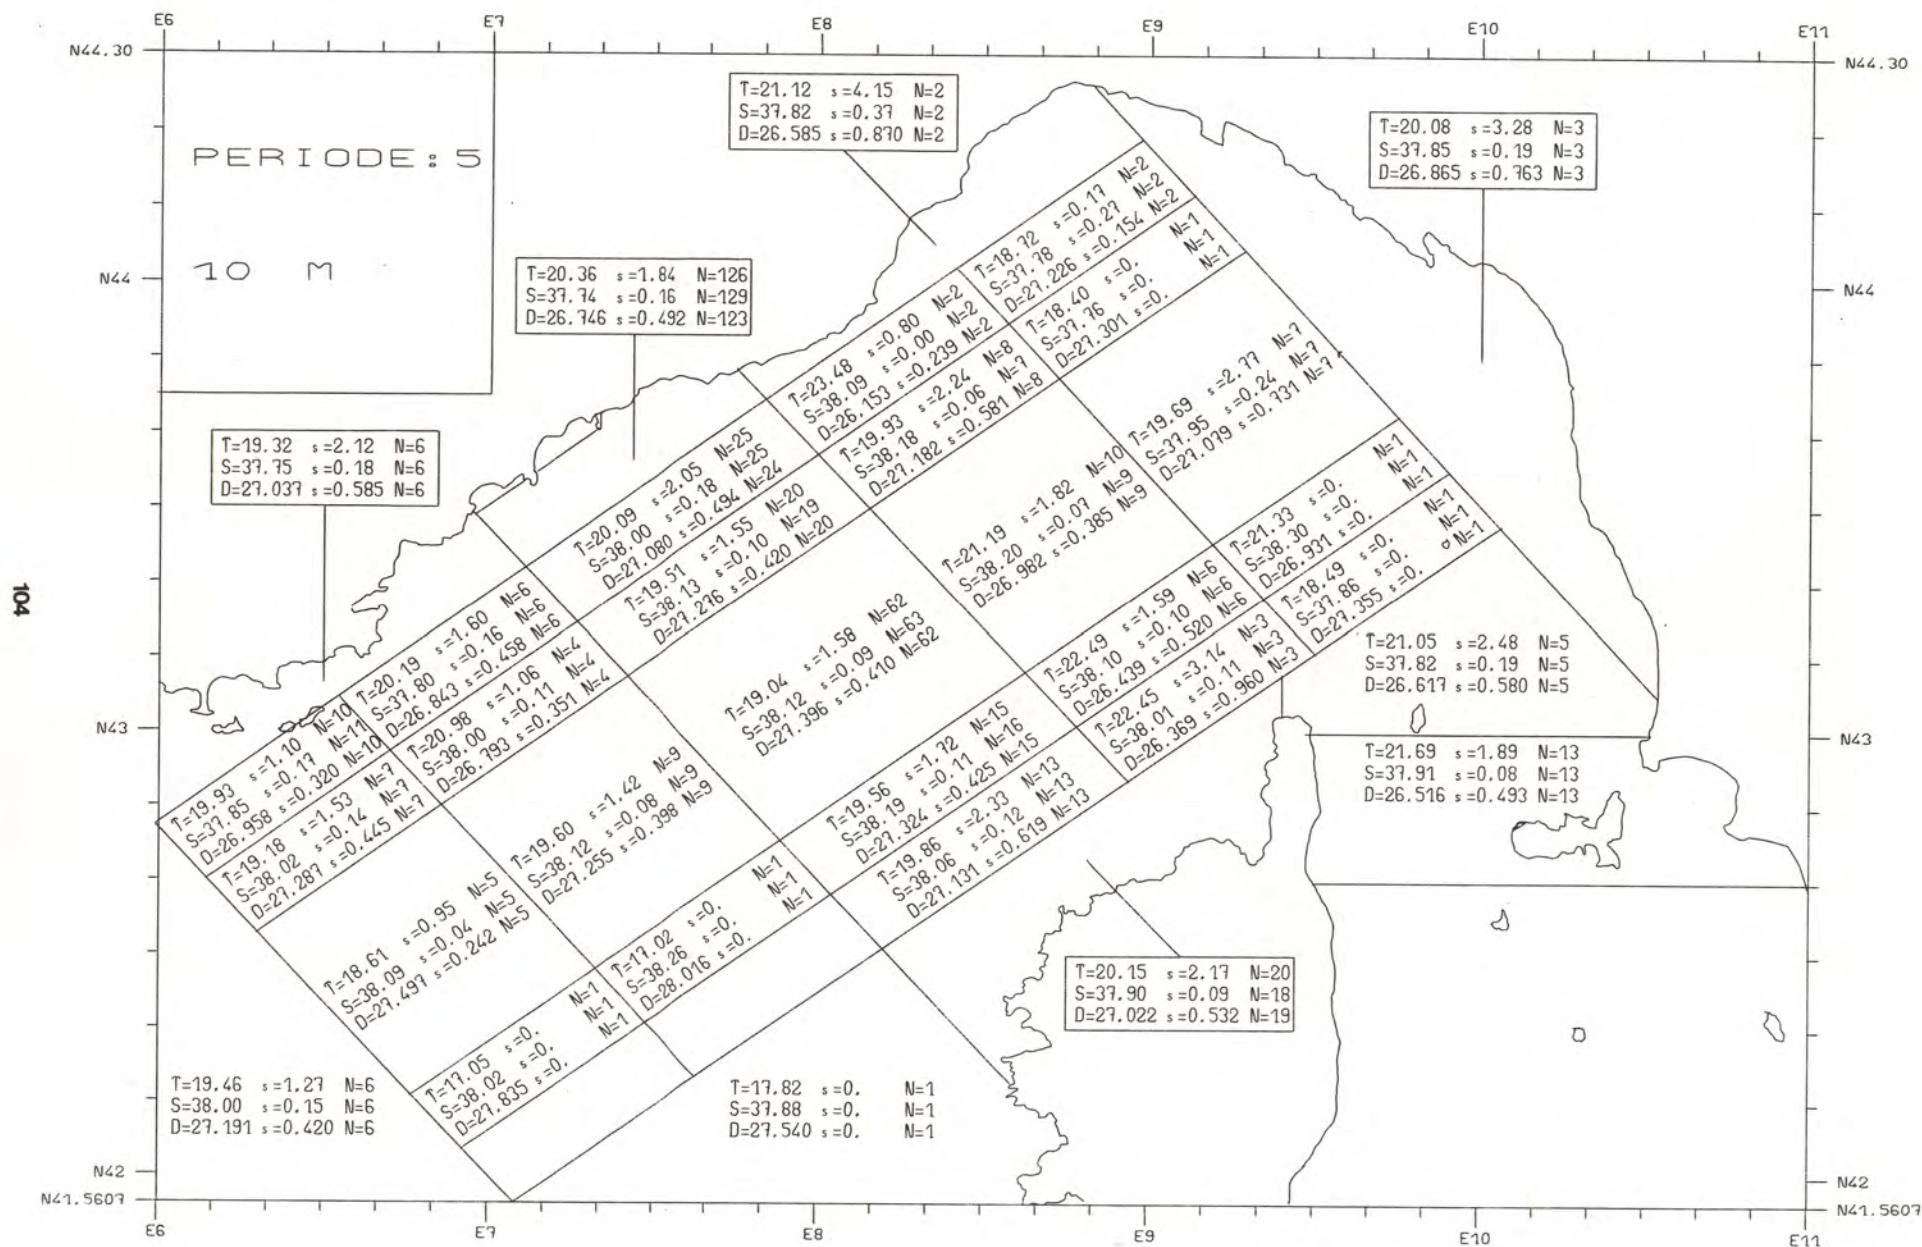 E6 E7 E8 E9 E10 E11
N44.30 N44.30
PERIODE:5
10 M
T=21.12 s=4.15 N=2
S=37.82 s=0.37 N=2
D=26.585 s=0.870 N=2
T=20.08 s=3.28 N=3
S=37.85 s=0.19 N=3
D=26.865 s=0.763 N=3
T=20.36 s=1.84 N=126
S=37.74 s=0.16 N=129
D=26.746 s=0.492 N=123
N44 N44
T=19.32 s=2.12 N=6
S=37.75 s=0.18 N=6
D=27.037 s=0.585 N=6
T=18.72 s=0.17 N=2
S=37.78 s=0.27 N=2
D=27.226 s=0.154 N=2
T=18.40 s=0. N=1
S=37.76 s=0. N=1
D=27.301 s=0. N=1
T=23.48 s=0.80 N=2
S=38.09 s=0.00 N=2
D=26.153 s=0.239 N=2
T=19.93 s=2.24 N=8
S=38.18 s=0.06 N=7
D=27.182 s=0.581 N=8
T=19.69 s=2.77 N=7
S=37.95 s=0.24 N=7
D=27.079 s=0.731 N=7
T=20.09 s=2.05 N=25
S=38.00 s=0.18 N=25
D=27.080 s=0.494 N=24
T=19.51 s=1.55 N=20
S=38.13 s=0.10 N=19
D=27.276 s=0.420 N=20
T=21.19 s=1.82 N=10
S=38.20 s=0.07 N=9
D=26.982 s=0.385 N=9
T=21.33 s=0. N=1
S=38.30 s=0. N=1
D=26.931 s=0. N=1
T=18.49 s=0. N=1
S=37.86 s=0. N=1
D=27.355 s=0. N=1
T=20.19 s=1.60 N=6
S=37.80 s=0.16 N=6
D=26.843 s=0.458 N=6
T=20.98 s=1.06 N=4
S=38.00 s=0.11 N=4
D=26.793 s=0.351 N=4
T=19.04 s=1.58 N=62
S=38.12 s=0.09 N=63
D=27.396 s=0.410 N=62
T=22.49 s=1.59 N=6
S=38.10 s=0.10 N=6
D=26.439 s=0.520 N=6
T=22.45 s=3.14 N=3
S=38.01 s=0.11 N=3
D=26.369 s=0.960 N=3
T=21.05 s=2.48 N=5
S=37.82 s=0.19 N=5
D=26.617 s=0.580 N=5
N43 N43
T=21.69 s=1.89 N=13
S=37.91 s=0.08 N=13
D=26.516 s=0.493 N=13
T=19.93 s=1.10 N=10
S=37.85 s=0.17 N=11
D=26.958 s=0.320 N=10
T=19.18 s=1.53 N=7
S=38.02 s=0.14 N=7
D=27.287 s=0.445 N=7
T=19.60 s=1.42 N=9
S=38.12 s=0.08 N=9
D=27.255 s=0.398 N=9
T=19.56 s=1.72 N=15
S=38.19 s=0.11 N=16
D=27.324 s=0.425 N=15
T=19.86 s=2.33 N=13
S=38.06 s=0.12 N=13
D=27.131 s=0.619 N=13
T=18.61 s=0.95 N=5
S=38.09 s=0.04 N=5
D=27.497 s=0.242 N=5
T=17.02 s=0. N=1
S=38.26 s=0. N=1
D=28.016 s=0. N=1
T=17.05 s=0. N=1
S=38.02 s=0. N=1
D=27.835 s=0. N=1
T=20.15 s=2.17 N=20
S=37.90 s=0.09 N=18
D=27.022 s=0.532 N=19
T=19.46 s=1.27 N=6
S=38.00 s=0.15 N=6
D=27.191 s=0.420 N=6
T=17.82 s=0. N=1
S=37.88 s=0. N=1
D=27.540 s=0. N=1
N42 N42
N41.5607 N41.5607
E6 E7 E8 E9 E10 E11
104